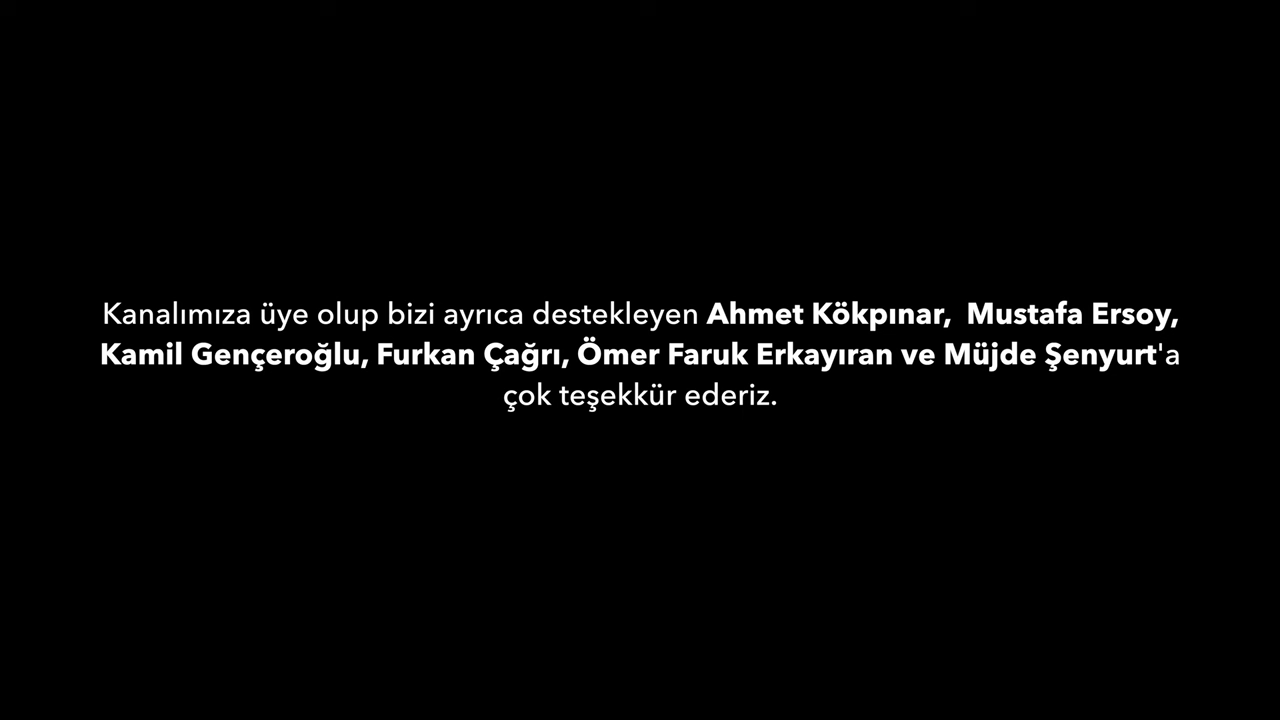 Kanalımıza üye olup bizi ayrıca destekleyen Ahmet Kökpınar,  Mustafa Ersoy,
Kamil Gençeroğlu, Furkan Çağrı, Ömer Faruk Erkayıran ve Müjde Şenyurt'a
çok teşekkür ederiz.